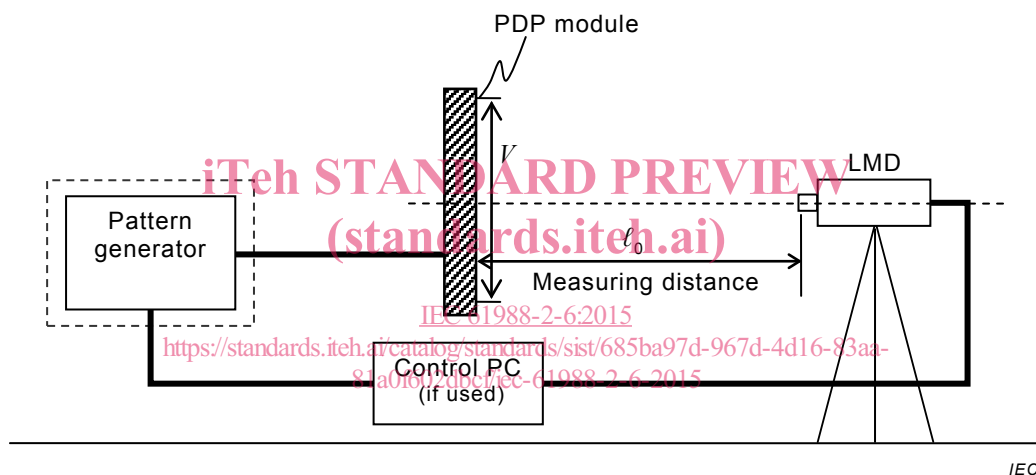 PDP module
V
LMD
iTeh STANDARD PREVIEW
Pattern
generator
(standards.iteh.ai)
ℓ0
Measuring distance
IEC 61988-2-6:2015
https://standards.iteh.ai/catalog/standards/sist/685ba97d-967d-4d16-83aa-
81a0f602dbcf/iec-61988-2-6-2015
Control PC
(if used)
IEC